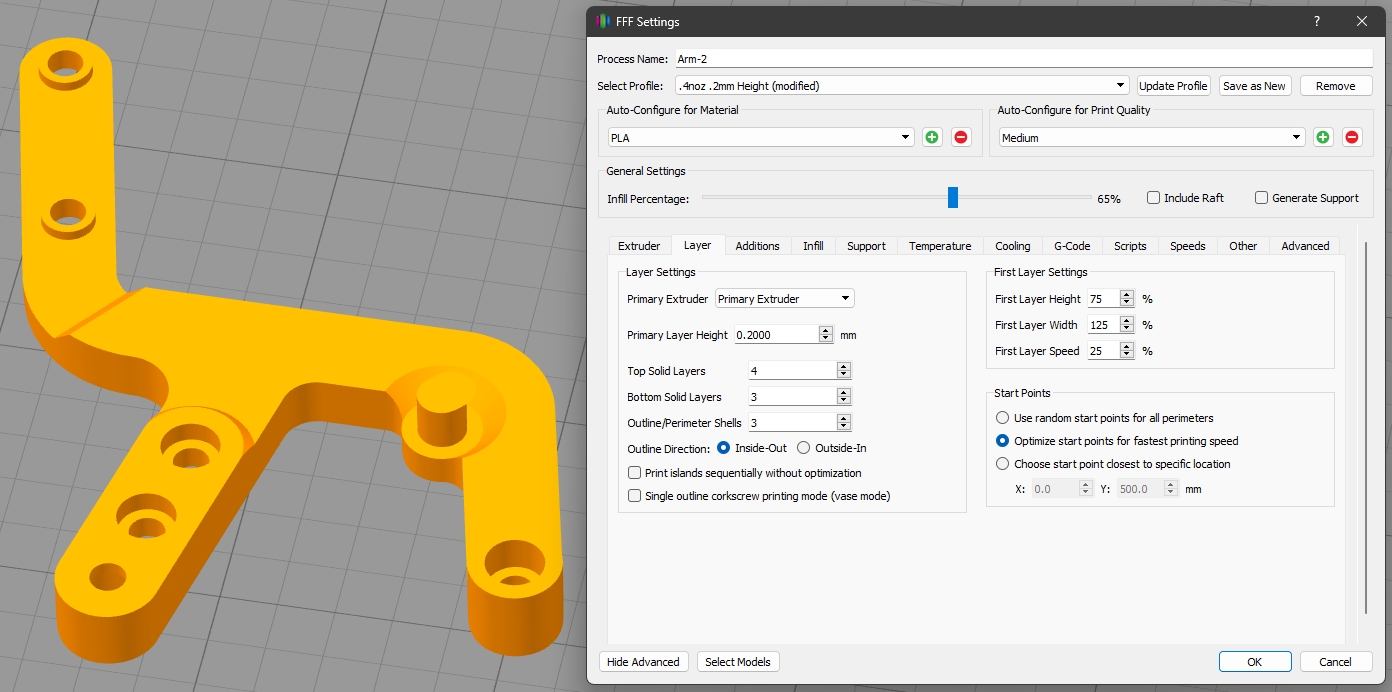 FFF Settings
Process Name: Arm-2
Select Profile: .4noz .2mm Height (modified) Update Profile Save as New Remove
Auto-Configure for Material
PLA
Auto-Configure for Print Quality
Medium
General Settings
Infill Percentage: 65% Include Raft Generate Support
Extruder Layer Additions Infill Support Temperature Cooling G-Code Scripts Speeds Other Advanced
Layer Settings
Primary Extruder Primary Extruder
Primary Layer Height 0.2000 mm
Top Solid Layers 4
Bottom Solid Layers 3
Outline/Perimeter Shells 3
Outline Direction: Inside-Out Outside-In
Print islands sequentially without optimization
Single outline corkscrew printing mode (vase mode)
First Layer Settings
First Layer Height 75 %
First Layer Width 125 %
First Layer Speed 25 %
Start Points
Use random start points for all perimeters
Optimize start points for fastest printing speed
Choose start point closest to specific location
X: 0.0 Y: 500.0 mm
Hide Advanced Select Models OK Cancel